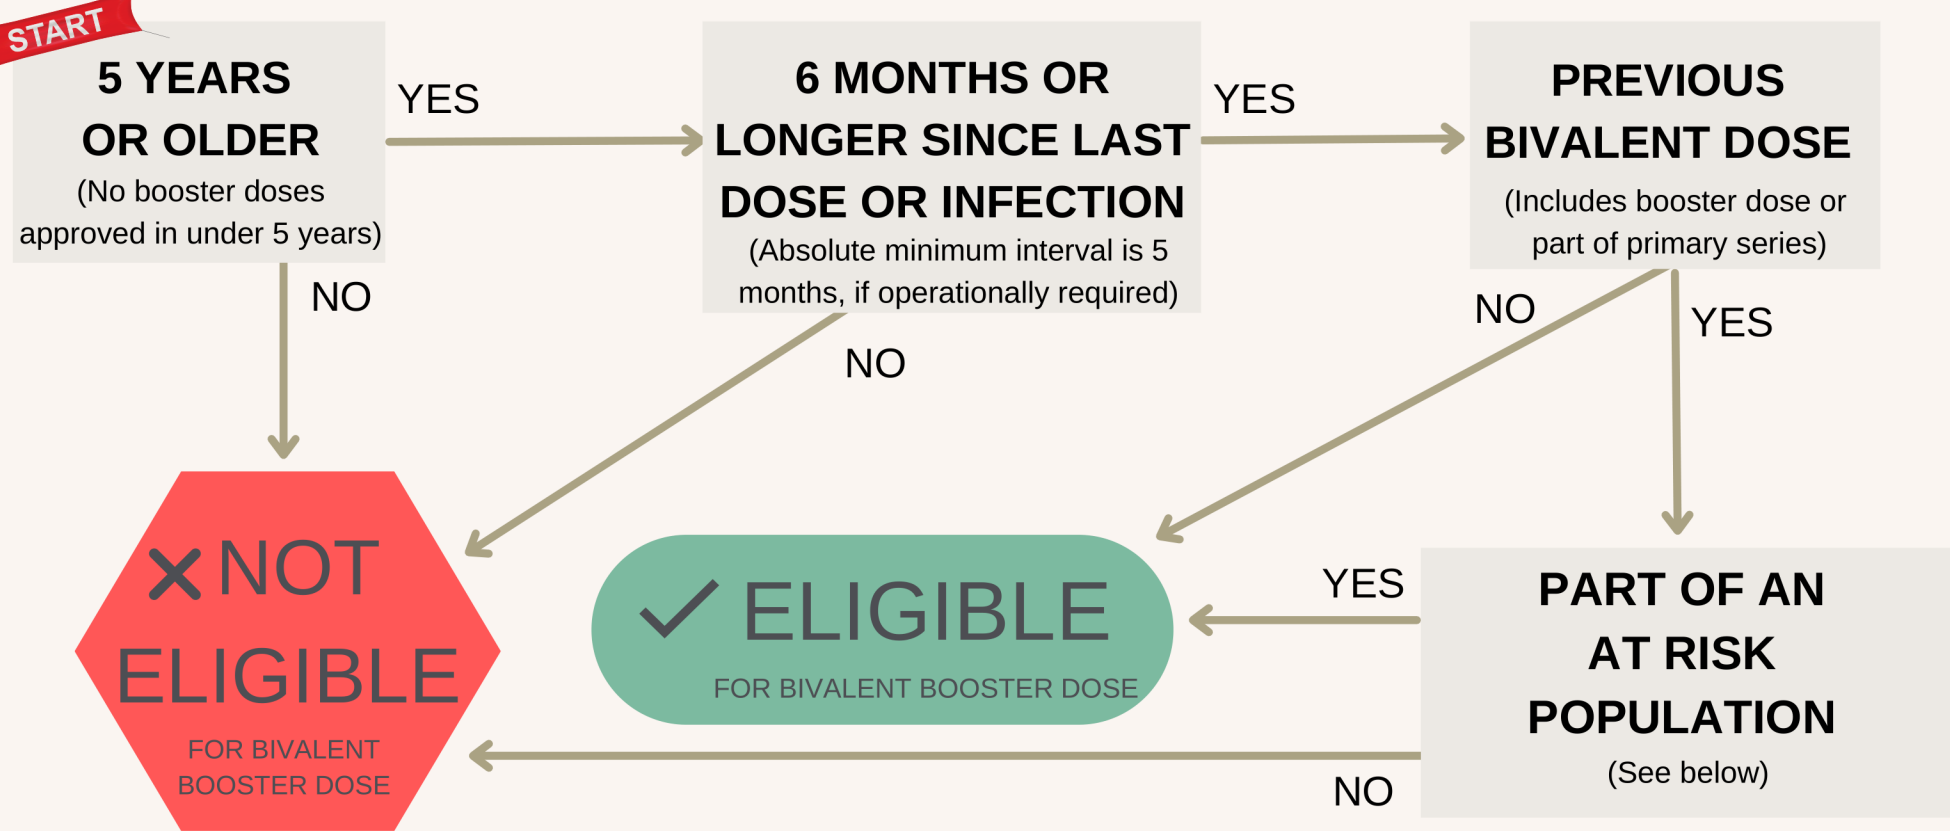 START
5 YEARS
OR OLDER
(No booster doses
approved in under 5 years)
YES
6 MONTHS OR
LONGER SINCE LAST
DOSE OR INFECTION
(Absolute minimum interval is 5
months, if operationally required)
YES
PREVIOUS
BIVALENT DOSE
(Includes booster dose or
part of primary series)
NO
NO
NO
YES
NOT
ELIGIBLE
FOR BIVALENT
BOOSTER DOSE
ELIGIBLE
FOR BIVALENT BOOSTER DOSE
YES
PART OF AN
AT RISK
POPULATION
(See below)
NO